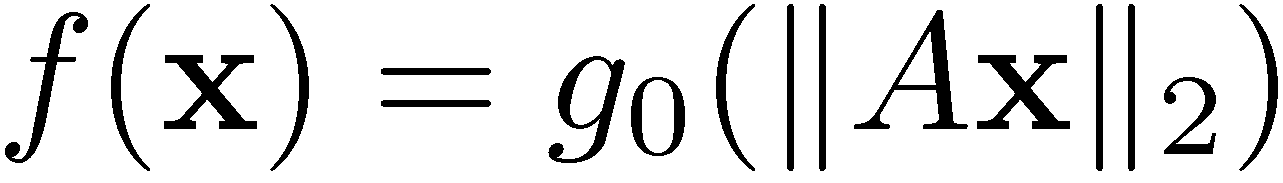 f(𝐱) = g₀(‖A𝐱‖₂)